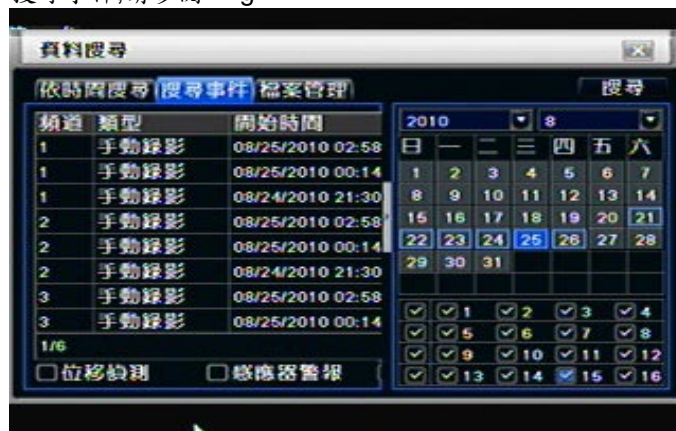 資料搜尋
依時間搜尋 搜尋事件 檔案管理 搜尋
頻道 類型 開始時間
1 手動錄影 08/25/2010 02:58
1 手動錄影 08/25/2010 00:14
1 手動錄影 08/24/2010 21:30
2 手動錄影 08/25/2010 02:58
2 手動錄影 08/25/2010 00:14
2 手動錄影 08/24/2010 21:30
3 手動錄影 08/25/2010 02:58
3 手動錄影 08/25/2010 00:14
1/6
位移偵測 感應器警報
2010 8
日 一 二 三 四 五 六
1 2 3 4 5 6 7
8 9 10 11 12 13 14
15 16 17 18 19 20 21
22 23 24 25 26 27 28
29 30 31
1 2 3 4
5 6 7 8
9 10 11 12
13 14 15 16